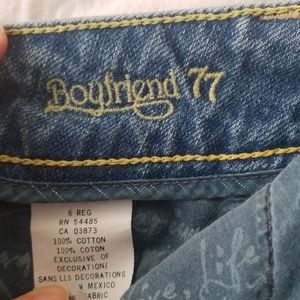 Boyfriend 77
6 REG
RN 54485
CA 03873
100% COTTON
100% COTON
EXCLUSIVE OF
DECORATION/
SANS LES DECORATIONS
N MEXICO
ABRIC